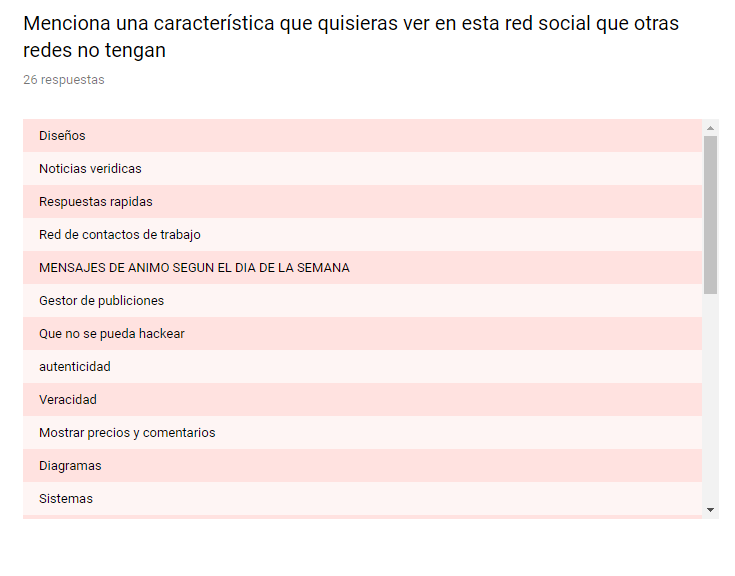 Menciona una característica que quisieras ver en esta red social que otras
redes no tengan
26 respuestas
Diseños
Noticias veridicas
Respuestas rapidas
Red de contactos de trabajo
MENSAJES DE ANIMO SEGUN EL DIA DE LA SEMANA
Gestor de publiciones
Que no se pueda hackear
autenticidad
Veracidad
Mostrar precios y comentarios
Diagramas
Sistemas